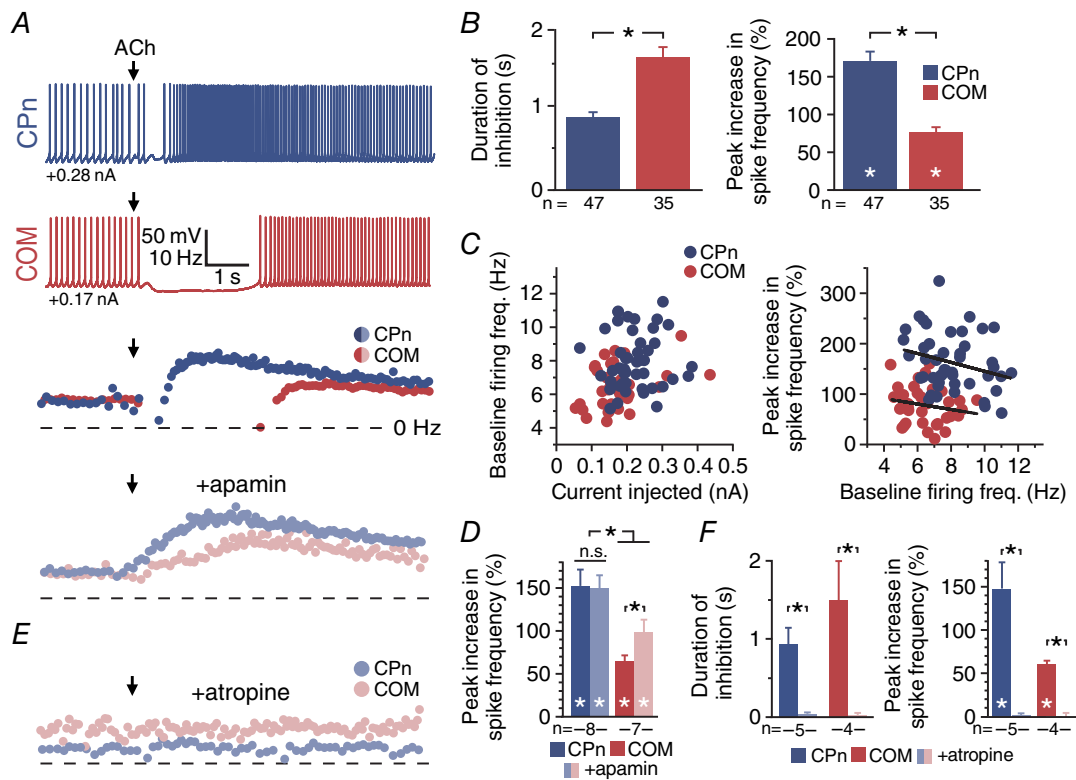 A
ACh
CPn
+0.28 nA
COM
50 mV
10 Hz
1 s
+0.17 nA
CPn
COM
0 Hz
+apamin
E
CPn
COM
+atropine
B
Duration of
inhibition (s)
2
1
0
*
n = 47 35
Peak increase in
spike frequency (%)
200
150
100
50
0
*
CPn
COM
* *
47 35
C
Baseline firing freq. (Hz)
12
10
8
6
4
CPn
COM
0 0.1 0.2 0.3 0.4 0.5
Current injected (nA)
Peak increase in
spike frequency (%)
300
200
100
0
4 6 8 10 12
Baseline firing freq. (Hz)
D
Peak increase in
spike frequency (%)
150
100
50
0
*
n.s.
*
* * * *
n=–8– –7–
CPn COM
+apamin
F
Duration of
inhibition (s)
2
1
0
*
*
n=–5– –4–
Peak increase in
spike frequency (%)
150
100
50
0
*
*
* *
n=–5– –4–
CPn COM +atropine